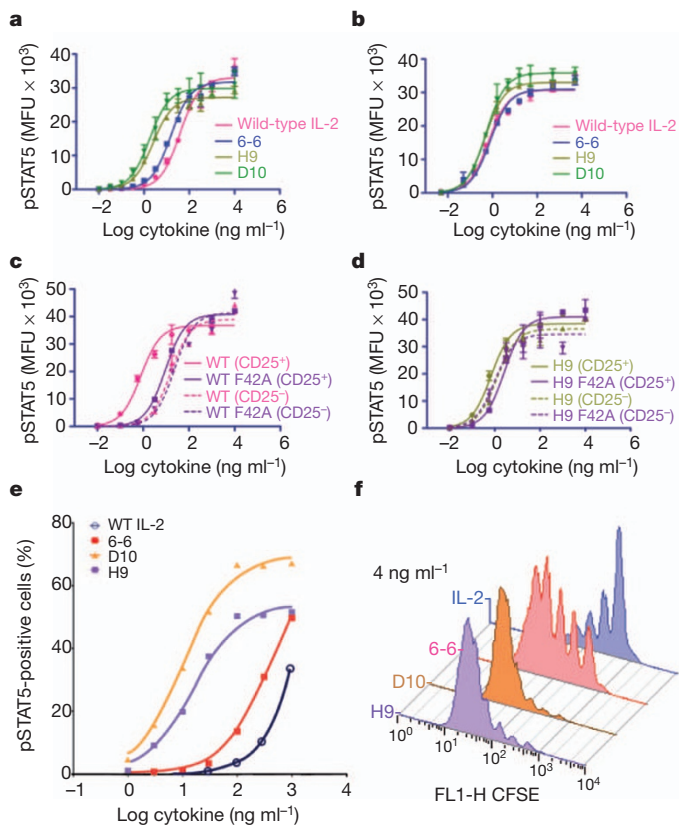 a
pSTAT5 (MFU × 10³)
40
30
20
10
0
Wild-type IL-2
6-6
H9
D10
−2 0 2 4 6
Log cytokine (ng ml⁻¹)
b
pSTAT5 (MFU × 10³)
40
30
20
10
0
Wild-type IL-2
6-6
H9
D10
−2 0 2 4 6
Log cytokine (ng ml⁻¹)
c
pSTAT5 (MFU × 10³)
50
40
30
20
10
0
WT (CD25⁺)
WT F42A (CD25⁺)
WT (CD25⁻)
WT F42A (CD25⁻)
−2 0 2 4 6
Log cytokine (ng ml⁻¹)
d
pSTAT5 (MFU × 10³)
50
40
30
20
10
0
H9 (CD25⁺)
H9 F42A (CD25⁺)
H9 (CD25⁻)
H9 F42A (CD25⁻)
−2 0 2 4 6
Log cytokine (ng ml⁻¹)
e
pSTAT5-positive cells (%)
80
60
40
20
0
WT IL-2
6-6
D10
H9
−1 0 1 2 3 4
Log cytokine (ng ml⁻¹)
f
4 ng ml⁻¹
IL-2
6-6
D10
H9
10⁰ 10¹ 10² 10³ 10⁴
FL1-H CFSE